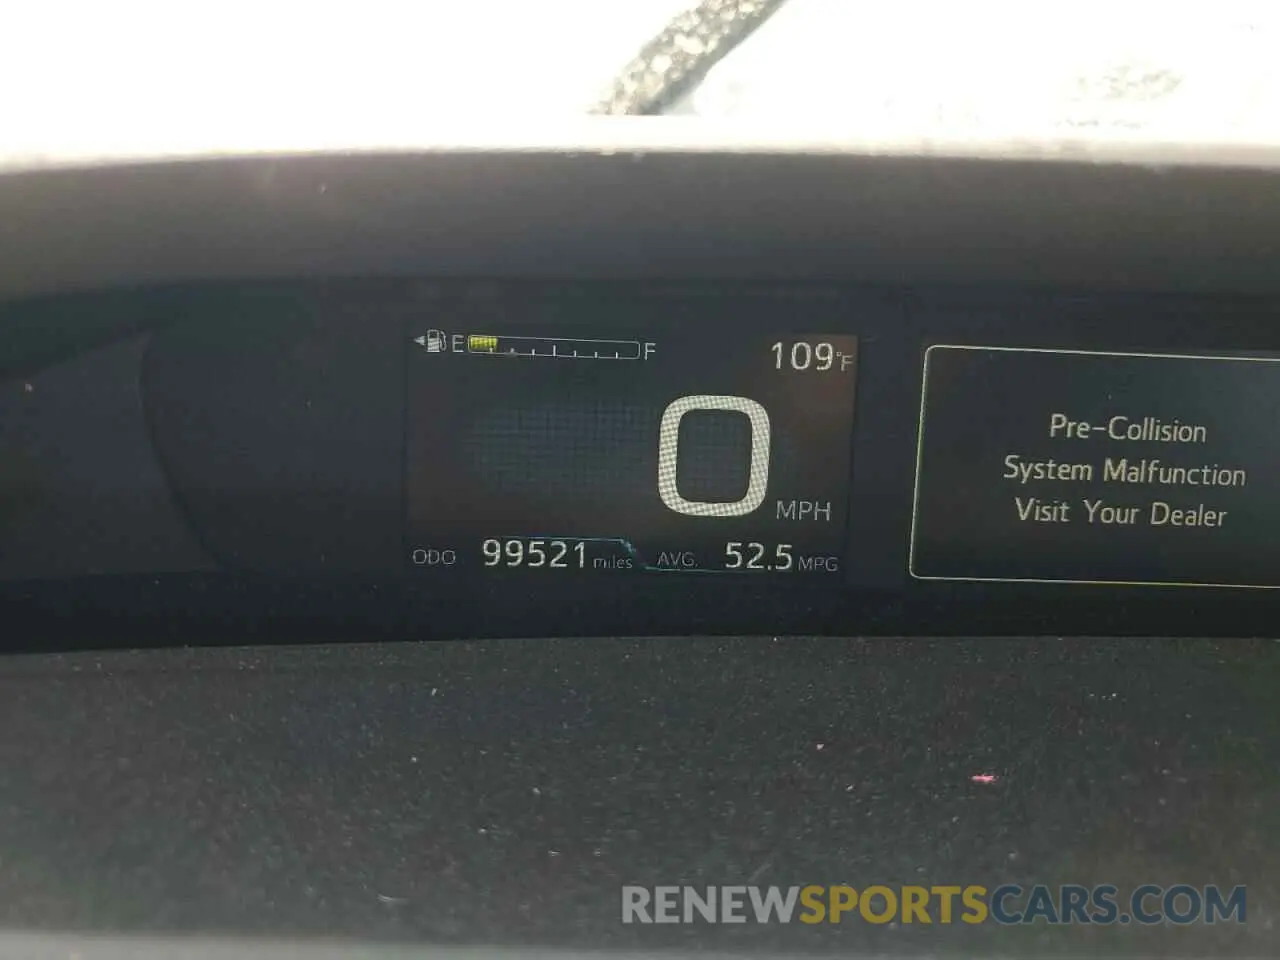 E F
109°F
0 MPH
ODO 99521 miles AVG. 52.5 MPG
Pre-Collision
System Malfunction
Visit Your Dealer
RENEWSPORTSCARS.COM